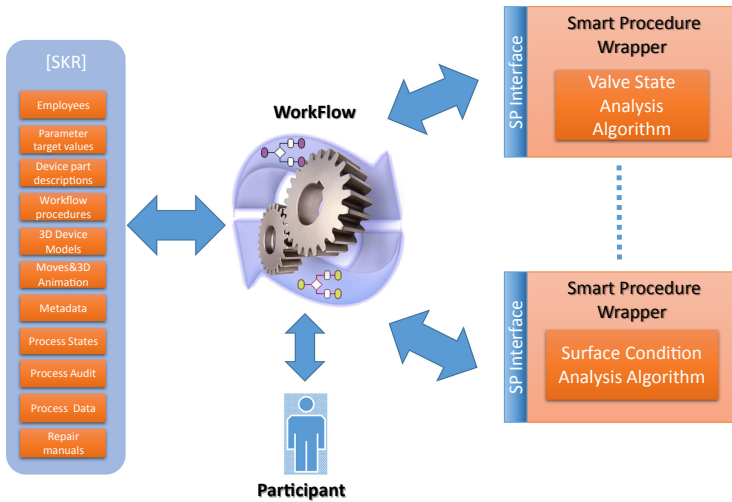 [SKR]
Employees
Parameter
target values
Device part
descriptions
Workflow
procedures
3D Device
Models
Moves&3D
Animation
Metadata
Process States
Process Audit
Process Data
Repair
manuals
WorkFlow
Participant
SP Interface
Smart Procedure
Wrapper
Valve State
Analysis
Algorithm
SP Interface
Smart Procedure
Wrapper
Surface Condition
Analysis Algorithm